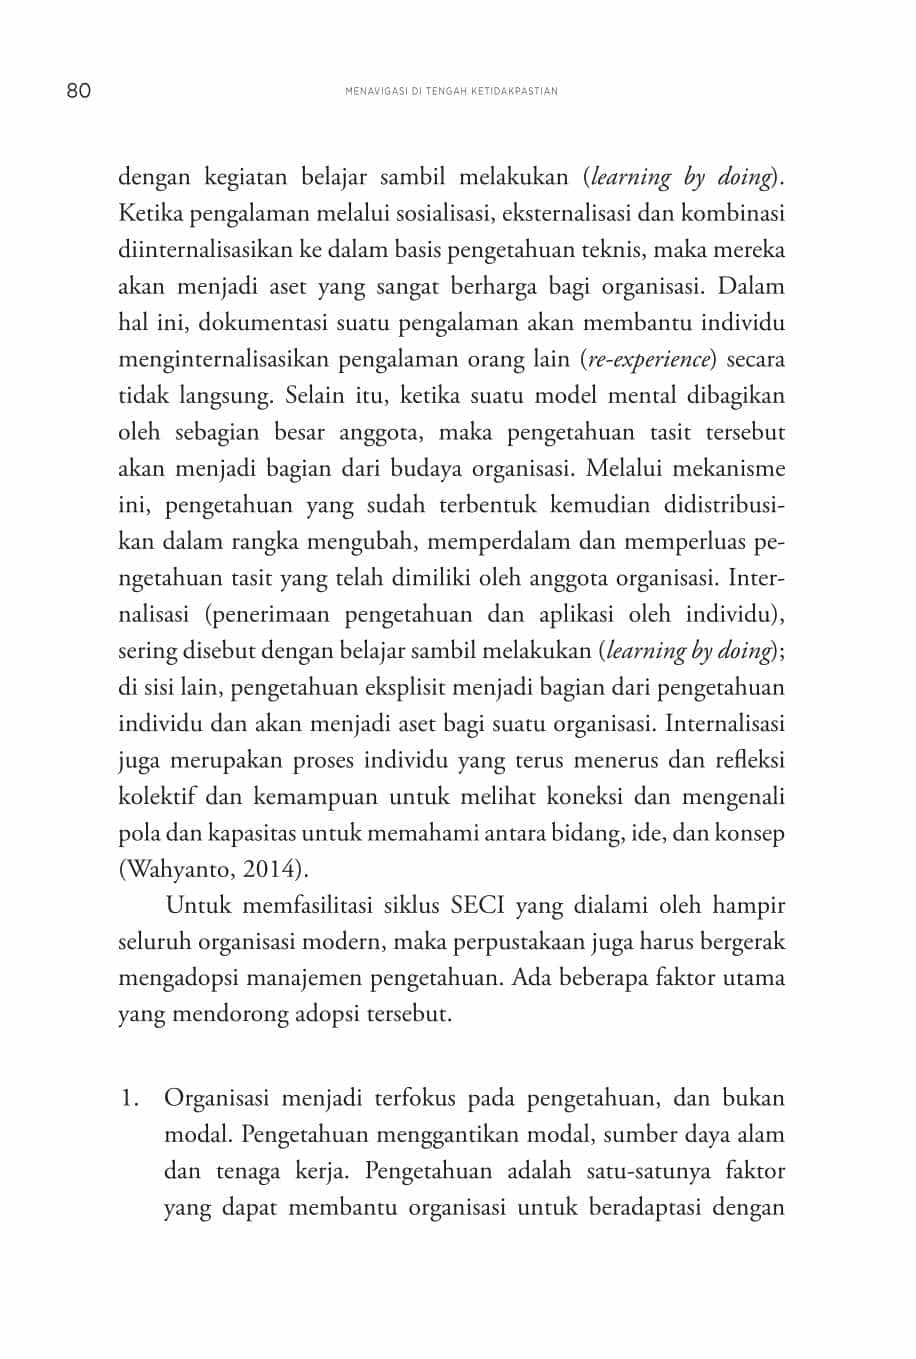 80
MENAVIGASI DI TENGAH KETIDAKPASTIAN
dengan kegiatan belajar sambil melakukan (learning by doing).
Ketika pengalaman melalui sosialisasi, eksternalisasi dan kombinasi
diinternalisasikan ke dalam basis pengetahuan teknis, maka mereka
akan menjadi aset yang sangat berharga bagi organisasi. Dalam
hal ini, dokumentasi suatu pengalaman akan membantu individu
menginternalisasikan pengalaman orang lain (re-experience) secara
tidak langsung. Selain itu, ketika suatu model mental dibagikan
oleh sebagian besar anggota, maka pengetahuan tasit tersebut
akan menjadi bagian dari budaya organisasi. Melalui mekanisme
ini, pengetahuan yang sudah terbentuk kemudian didistribusi-
kan dalam rangka mengubah, memperdalam dan memperluas pe-
ngetahuan tasit yang telah dimiliki oleh anggota organisasi. Inter-
nalisasi (penerimaan pengetahuan dan aplikasi oleh individu),
sering disebut dengan belajar sambil melakukan (learning by doing);
di sisi lain, pengetahuan eksplisit menjadi bagian dari pengetahuan
individu dan akan menjadi aset bagi suatu organisasi. Internalisasi
juga merupakan proses individu yang terus menerus dan refleksi
kolektif dan kemampuan untuk melihat koneksi dan mengenali
pola dan kapasitas untuk memahami antara bidang, ide, dan konsep
(Wahyanto, 2014).
Untuk memfasilitasi siklus SECI yang dialami oleh hampir
seluruh organisasi modern, maka perpustakaan juga harus bergerak
mengadopsi manajemen pengetahuan. Ada beberapa faktor utama
yang mendorong adopsi tersebut.
1. Organisasi menjadi terfokus pada pengetahuan, dan bukan
modal. Pengetahuan menggantikan modal, sumber daya alam
dan tenaga kerja. Pengetahuan adalah satu-satunya faktor
yang dapat membantu organisasi untuk beradaptasi dengan